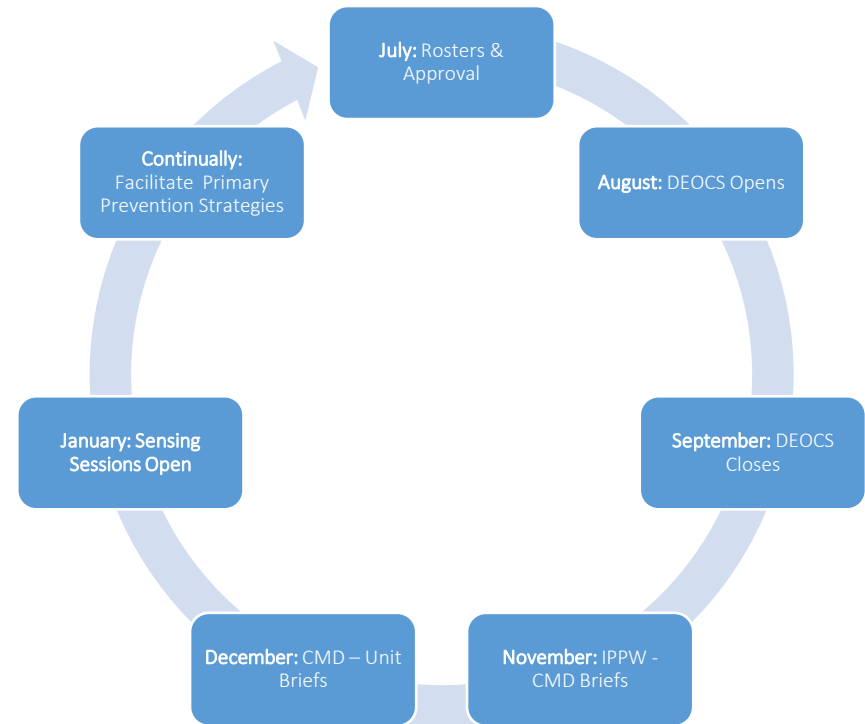 July: Rosters &
Approval
August: DEOCS Opens
September: DEOCS
Closes
November: IPPW -
CMD Briefs
December: CMD – Unit
Briefs
January: Sensing
Sessions Open
Continually:
Facilitate Primary
Prevention Strategies